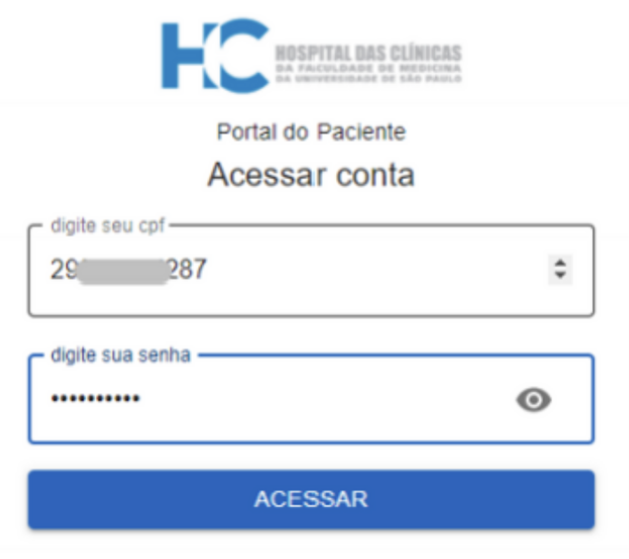 HC HOSPITAL DAS CLÍNICAS
DA FACULDADE DE MEDICINA
DA UNIVERSIDADE DE SÃO PAULO
Portal do Paciente
Acessar conta
digite seu cpf
29 287
digite sua senha
••••••••••
ACESSAR